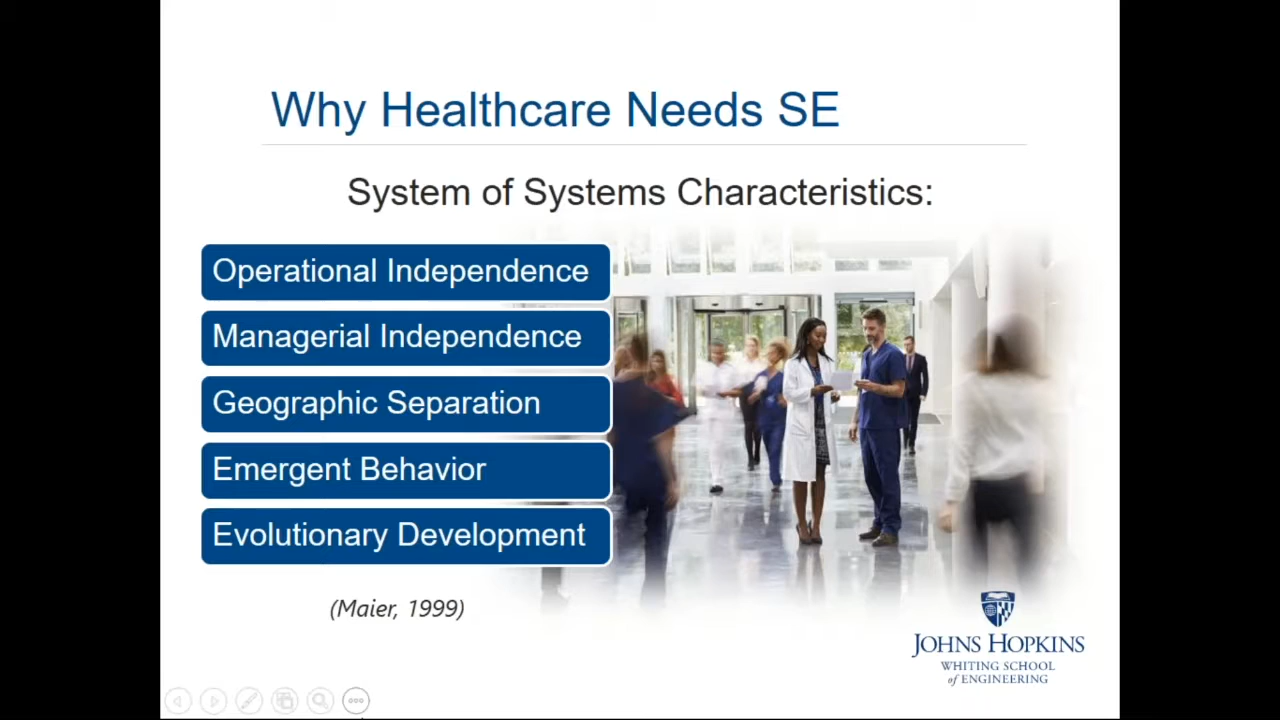 Why Healthcare Needs SE
System of Systems Characteristics:
Operational Independence
Managerial Independence
Geographic Separation
Emergent Behavior
Evolutionary Development
(Maier, 1999)
JOHNS HOPKINS
WHITING SCHOOL
of ENGINEERING